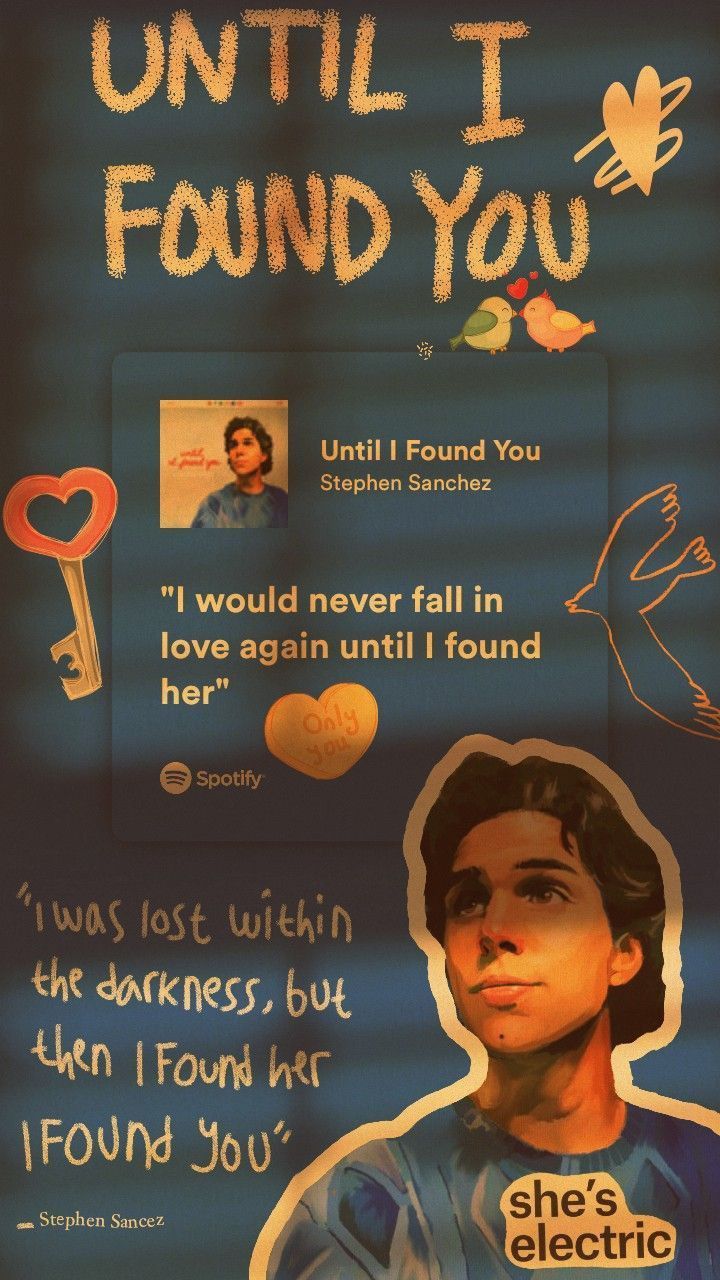 UNTIL I
FOUND YOU
until
i found you
Until I Found You
Stephen Sanchez
"I would never fall in
love again until I found
her"
Only
you
Spotify
"I was lost within
the darkness, but
then I Found her
I Found You"
_ Stephen Sancez
she's
electric